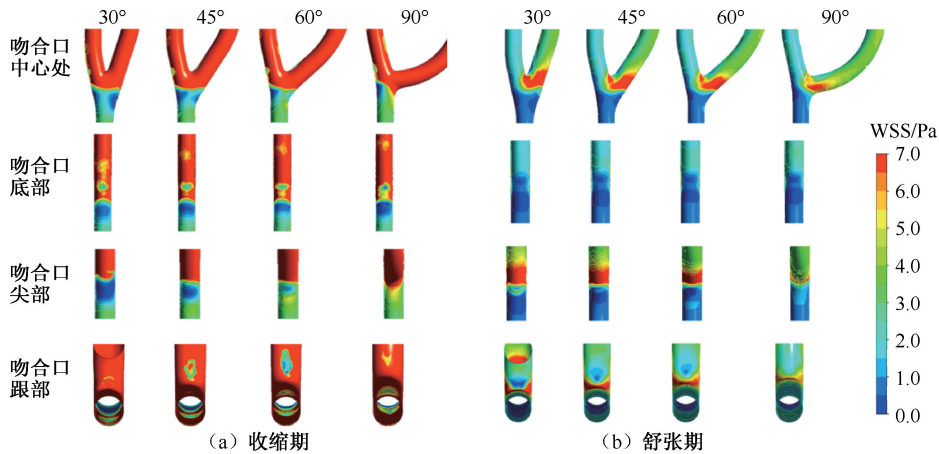 30° 45° 60° 90° 30° 45° 60° 90°
吻合口
中心处
吻合口
底部
吻合口
尖部
吻合口
跟部
WSS/Pa
7.0
6.0
5.0
4.0
3.0
2.0
1.0
0.0
（a）收缩期 （b）舒张期